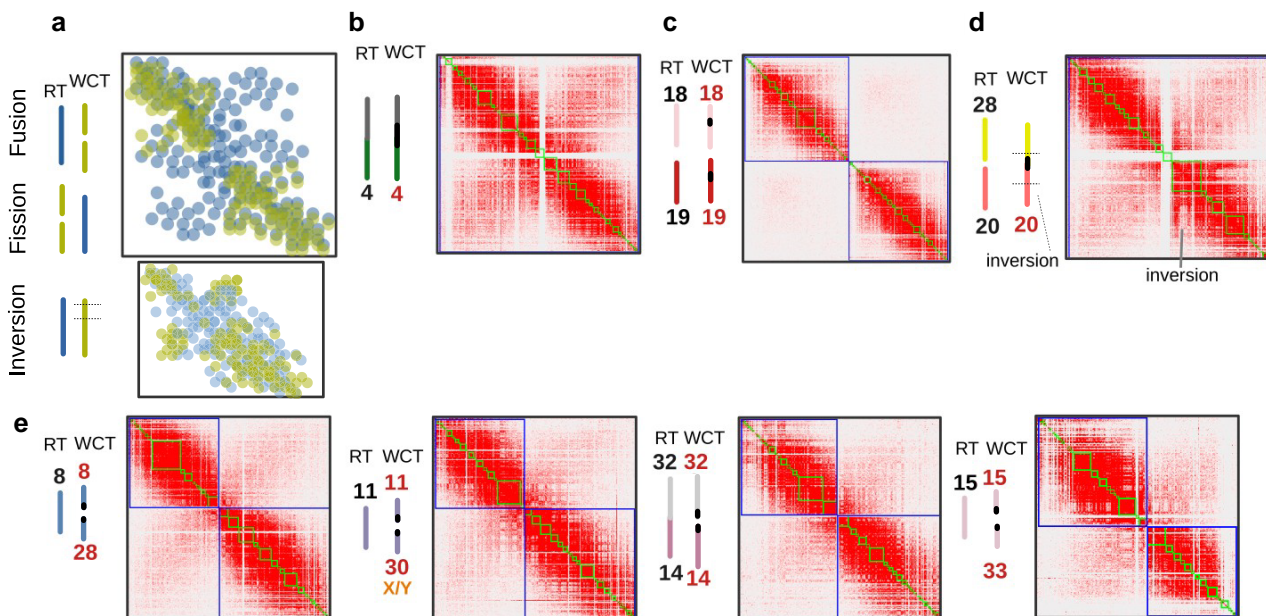 a
RT
WCT
Fusion
Fission
Inversion
b
RT WCT
4 4
c
RT WCT
18 18
19 19
d
RT WCT
28
20 20
inversion
inversion
e
RT WCT
8 8
28
RT WCT
11 11
30
X/Y
RT WCT
32 32
14 14
RT WCT
15 15
33